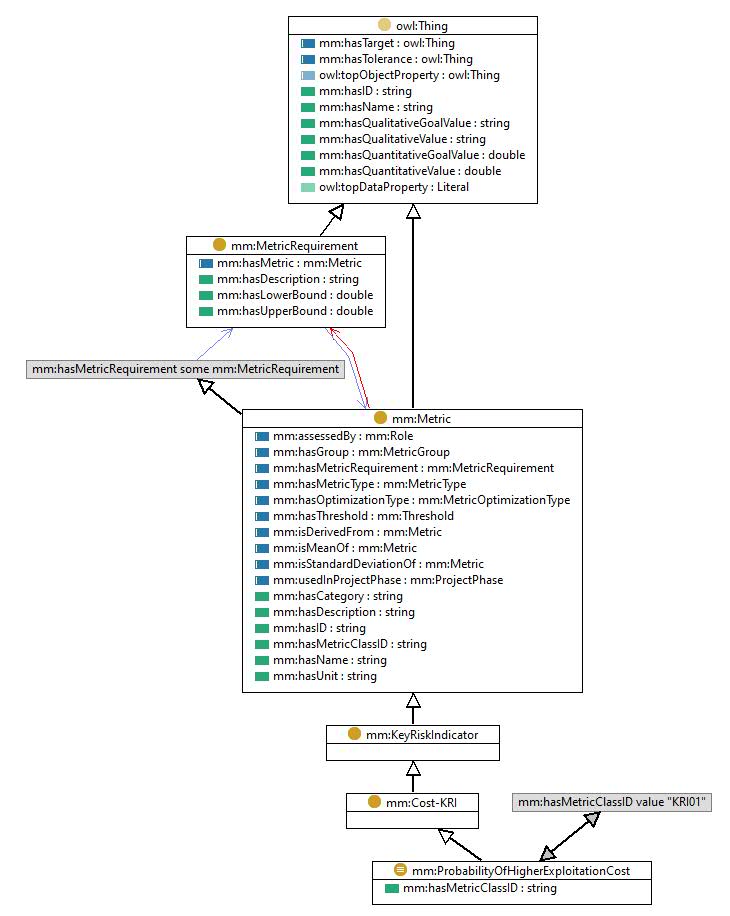 owl:Thing
mm:hasTarget : owl:Thing
mm:hasTolerance : owl:Thing
owl:topObjectProperty : owl:Thing
mm:hasID : string
mm:hasName : string
mm:hasQualitativeGoalValue : string
mm:hasQualitativeValue : string
mm:hasQuantitativeGoalValue : double
mm:hasQuantitativeValue : double
owl:topDataProperty : Literal
mm:MetricRequirement
mm:hasMetric : mm:Metric
mm:hasDescription : string
mm:hasLowerBound : double
mm:hasUpperBound : double
mm:hasMetricRequirement some mm:MetricRequirement
mm:Metric
mm:assessedBy : mm:Role
mm:hasGroup : mm:MetricGroup
mm:hasMetricRequirement : mm:MetricRequirement
mm:hasMetricType : mm:MetricType
mm:hasOptimizationType : mm:MetricOptimizationType
mm:hasThreshold : mm:Threshold
mm:isDerivedFrom : mm:Metric
mm:isMeanOf : mm:Metric
mm:isStandardDeviationOf : mm:Metric
mm:usedInProjectPhase : mm:ProjectPhase
mm:hasCategory : string
mm:hasDescription : string
mm:hasID : string
mm:hasMetricClassID : string
mm:hasName : string
mm:hasUnit : string
mm:KeyRiskIndicator
mm:Cost-KRI
mm:hasMetricClassID value "KRI01"
mm:ProbabilityOfHigherExploitationCost
mm:hasMetricClassID : string